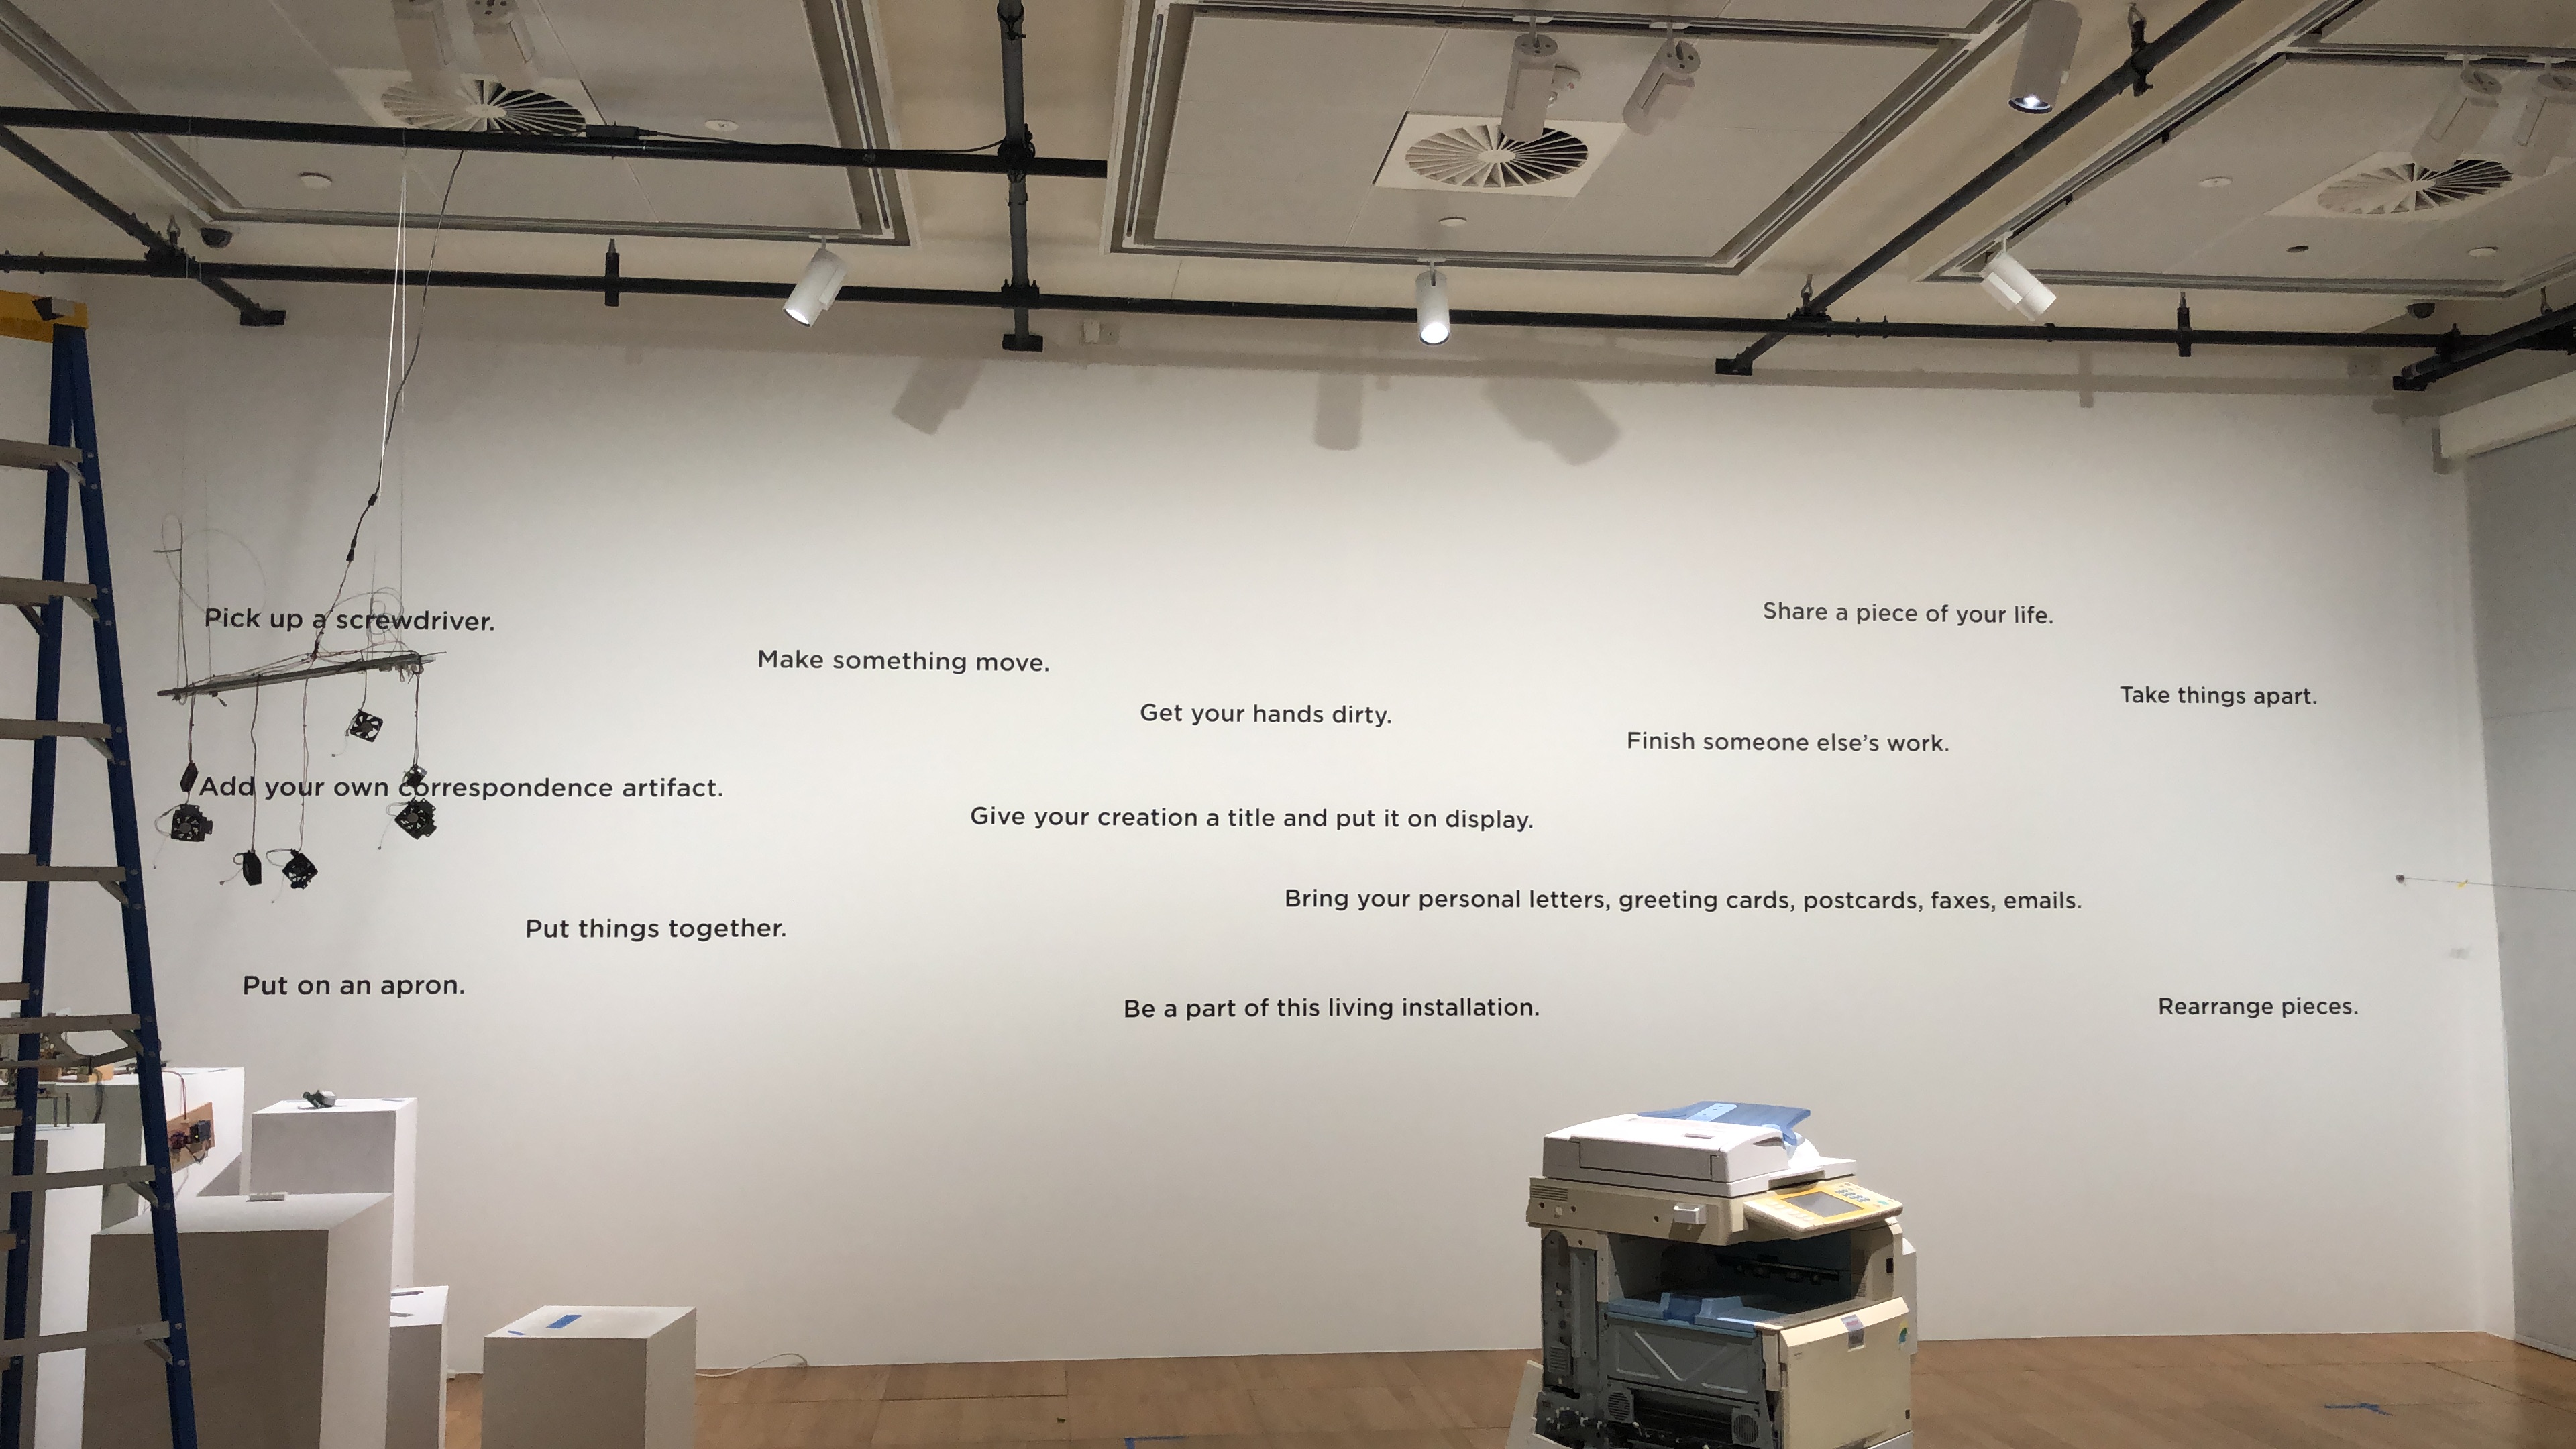 Pick up a screwdriver.
Share a piece of your life.
Make something move.
Take things apart.
Get your hands dirty.
Finish someone else’s work.
Add your own correspondence artifact.
Give your creation a title and put it on display.
Bring your personal letters, greeting cards, postcards, faxes, emails.
Put things together.
Put on an apron.
Be a part of this living installation.
Rearrange pieces.